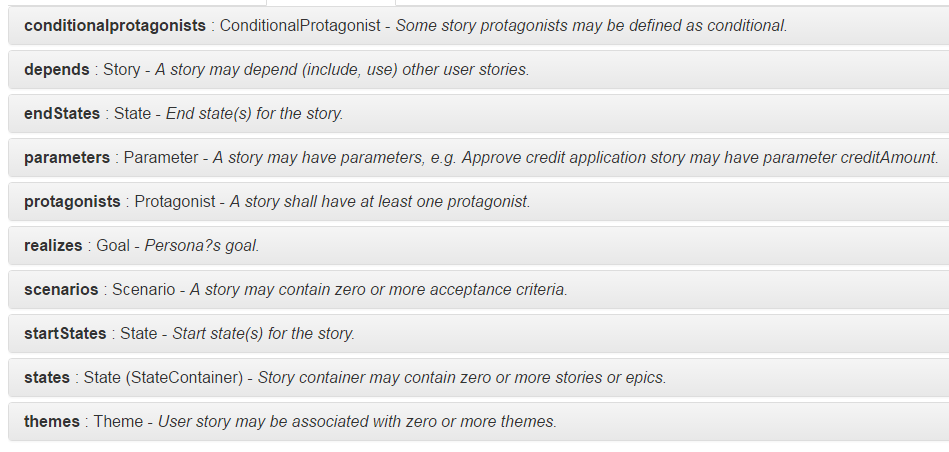 conditionalprotagonists : ConditionalProtagonist - Some story protagonists may be defined as conditional.
depends : Story - A story may depend (include, use) other user stories.
endStates : State - End state(s) for the story.
parameters : Parameter - A story may have parameters, e.g. Approve credit application story may have parameter creditAmount.
protagonists : Protagonist - A story shall have at least one protagonist.
realizes : Goal - Persona?s goal.
scenarios : Scenario - A story may contain zero or more acceptance criteria.
startStates : State - Start state(s) for the story.
states : State (StateContainer) - Story container may contain zero or more stories or epics.
themes : Theme - User story may be associated with zero or more themes.